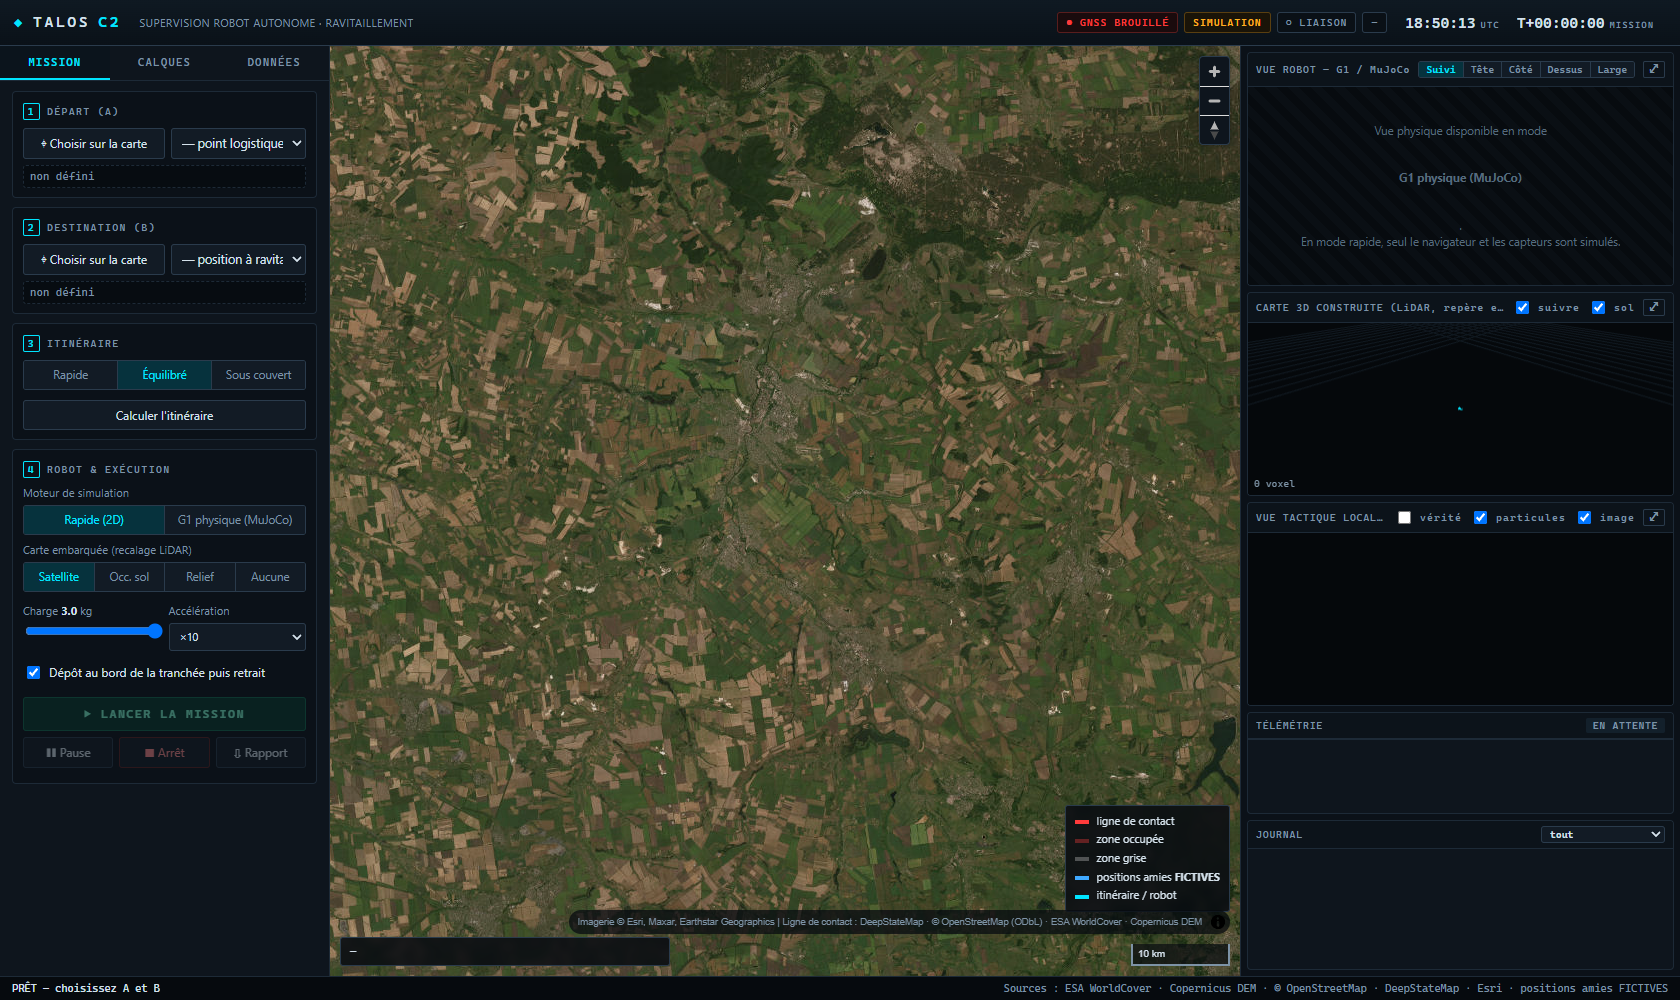 ◆ TALOS C2 SUPERVISION ROBOT AUTONOME · RAVITAILLEMENT
GNSS BROUILLÉ
SIMULATION
LIAISON
—
18:50:13 UTC
T+00:00:00 MISSION
MISSION
CALQUES
DONNÉES
1 DÉPART (A)
⌖ Choisir sur la carte
— point logistique
non défini
2 DESTINATION (B)
⌖ Choisir sur la carte
— position à ravita
non défini
3 ITINÉRAIRE
Rapide
Équilibré
Sous couvert
Calculer l'itinéraire
4 ROBOT & EXÉCUTION
Moteur de simulation
Rapide (2D)
G1 physique (MuJoCo)
Carte embarquée (recalage LiDAR)
Satellite
Occ. sol
Relief
Aucune
Charge 3.0 kg
Accélération
×10
Dépôt au bord de la tranchée puis retrait
▶ LANCER LA MISSION
Pause
Arrêt
⇩ Rapport
ligne de contact
zone occupée
zone grise
positions amies FICTIVES
itinéraire / robot
Imagerie © Esri, Maxar, Earthstar Geographics | Ligne de contact : DeepStateMap · © OpenStreetMap (ODbL) · ESA WorldCover · Copernicus DEM
—
10 km
VUE ROBOT — G1 / MuJoCo
Suivi
Tête
Côté
Dessus
Large
Vue physique disponible en mode
G1 physique (MuJoCo)
.
En mode rapide, seul le navigateur et les capteurs sont simulés.
CARTE 3D CONSTRUITE (LiDAR, repère e…
suivre
sol
0 voxel
VUE TACTIQUE LOCAL…
vérité
particules
image
TÉLÉMÉTRIE
EN ATTENTE
JOURNAL
tout
PRÊT — choisissez A et B
Sources : ESA WorldCover · Copernicus DEM · © OpenStreetMap · DeepStateMap · Esri · positions amies FICTIVES